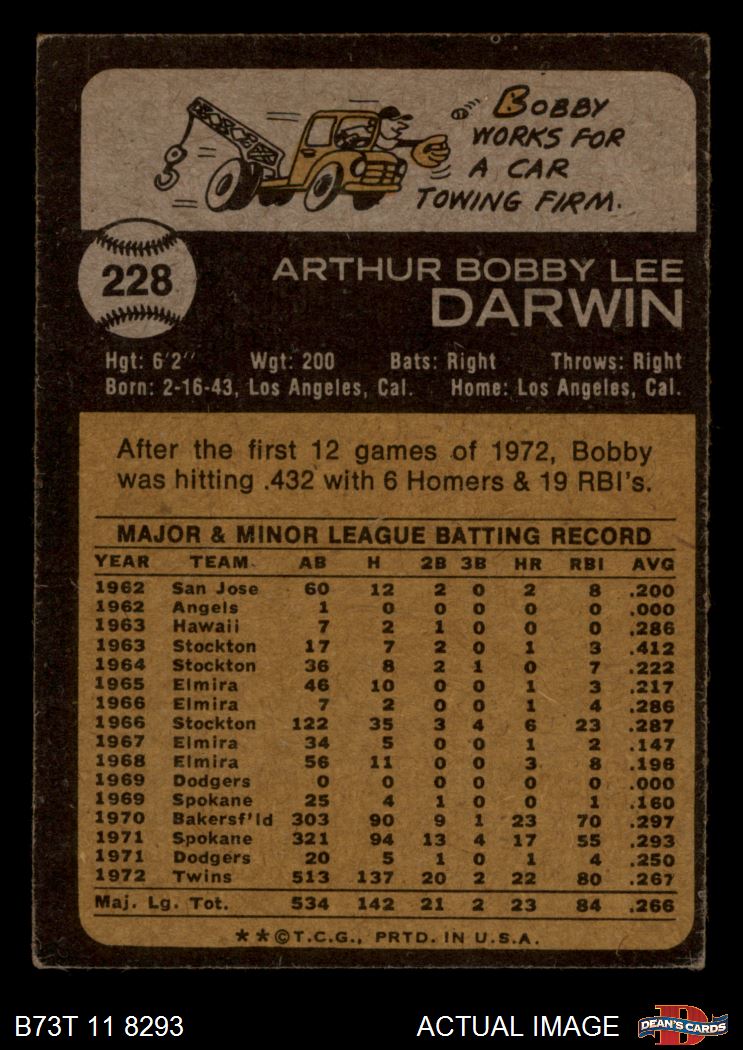 BOBBY
WORKS FOR
A CAR
TOWING FIRM.
228
ARTHUR BOBBY LEE
DARWIN
Hgt: 6'2" Wgt: 200 Bats: Right Throws: Right
Born: 2-16-43, Los Angeles, Cal. Home: Los Angeles, Cal.
After the first 12 games of 1972, Bobby
was hitting .432 with 6 Homers & 19 RBI's.
MAJOR & MINOR LEAGUE BATTING RECORD
YEAR TEAM AB H 2B 3B HR RBI AVG
1962 San Jose 60 12 2 0 2 8 .200
1962 Angels 1 0 0 0 0 0 .000
1963 Hawaii 7 2 1 0 0 0 .286
1963 Stockton 17 7 2 0 1 3 .412
1964 Stockton 36 8 2 1 0 7 .222
1965 Elmira 46 10 0 0 1 3 .217
1966 Elmira 7 2 0 0 1 4 .286
1966 Stockton 122 35 3 4 6 23 .287
1967 Elmira 34 5 0 0 1 2 .147
1968 Elmira 56 11 0 0 3 8 .196
1969 Dodgers 0 0 0 0 0 0 .000
1969 Spokane 25 4 1 0 0 1 .160
1970 Bakersf'ld 303 90 9 1 23 70 .297
1971 Spokane 321 94 13 4 17 55 .293
1971 Dodgers 20 5 1 0 1 4 .250
1972 Twins 513 137 20 2 22 80 .267
Maj. Lg. Tot. 534 142 21 2 23 84 .266
**©T.C.G., PRTD. IN U.S.A.
B73T 11 8293 ACTUAL IMAGE
D
DEAN'S CARDS